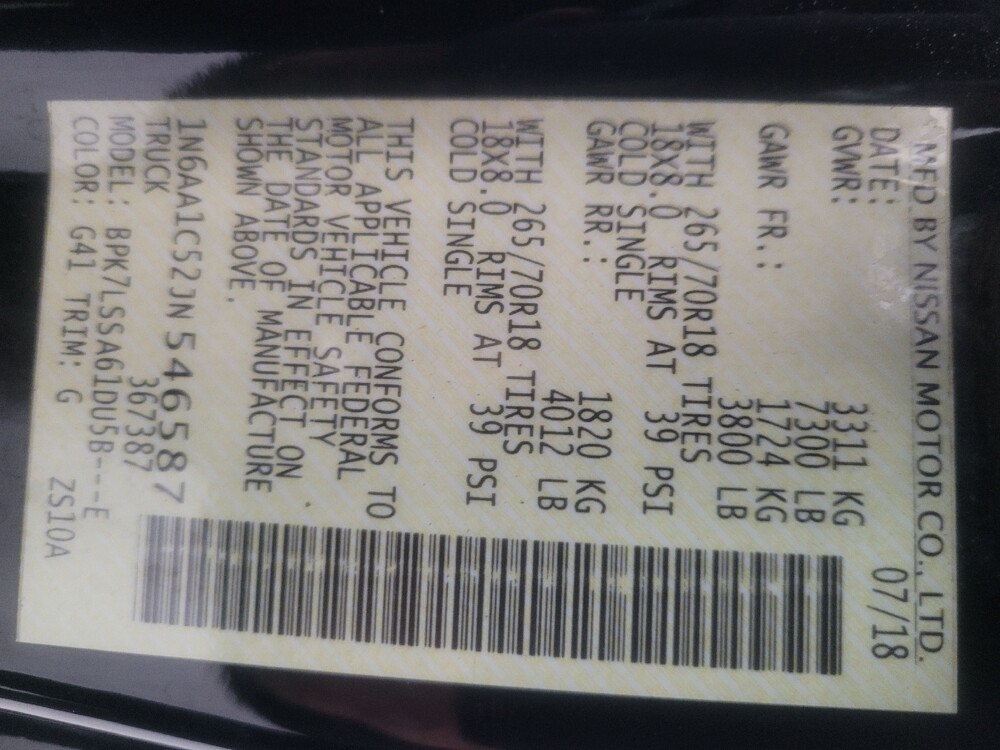 MFD BY NISSAN MOTOR CO., LTD.
DATE: 07/18
GVWR: 3311 KG
7300 LB
GAWR FR.: 1724 KG
3800 LB
WITH 265/70R18 TIRES
18X8.0 RIMS AT 39 PSI
COLD SINGLE
GAWR RR.: 1820 KG
4012 LB
WITH 265/70R18 TIRES
18X8.0 RIMS AT 39 PSI
COLD SINGLE
THIS VEHICLE CONFORMS TO
ALL APPLICABLE FEDERAL
MOTOR VEHICLE SAFETY
STANDARDS IN EFFECT ON
THE DATE OF MANUFACTURE
SHOWN ABOVE.
1N6AA1C52JN546587
TRUCK 367387
MODEL: BPK7LSSA61DU5B---E
COLOR: G41 TRIM: G ZS10A